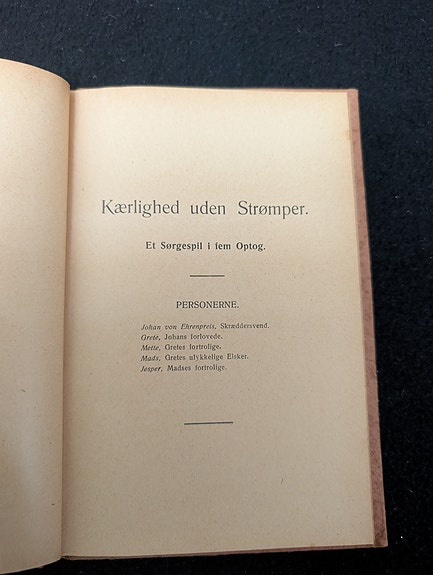 Kærlighed uden Strømper.
Et Sørgespil i fem Optog.
PERSONERNE.
Johan von Ehrenpreis, Skræddersvend.
Grete, Johans forlovede.
Mette, Gretes fortrolige.
Mads, Gretes ulykkelige Elsker.
Jesper, Madses fortrolige.